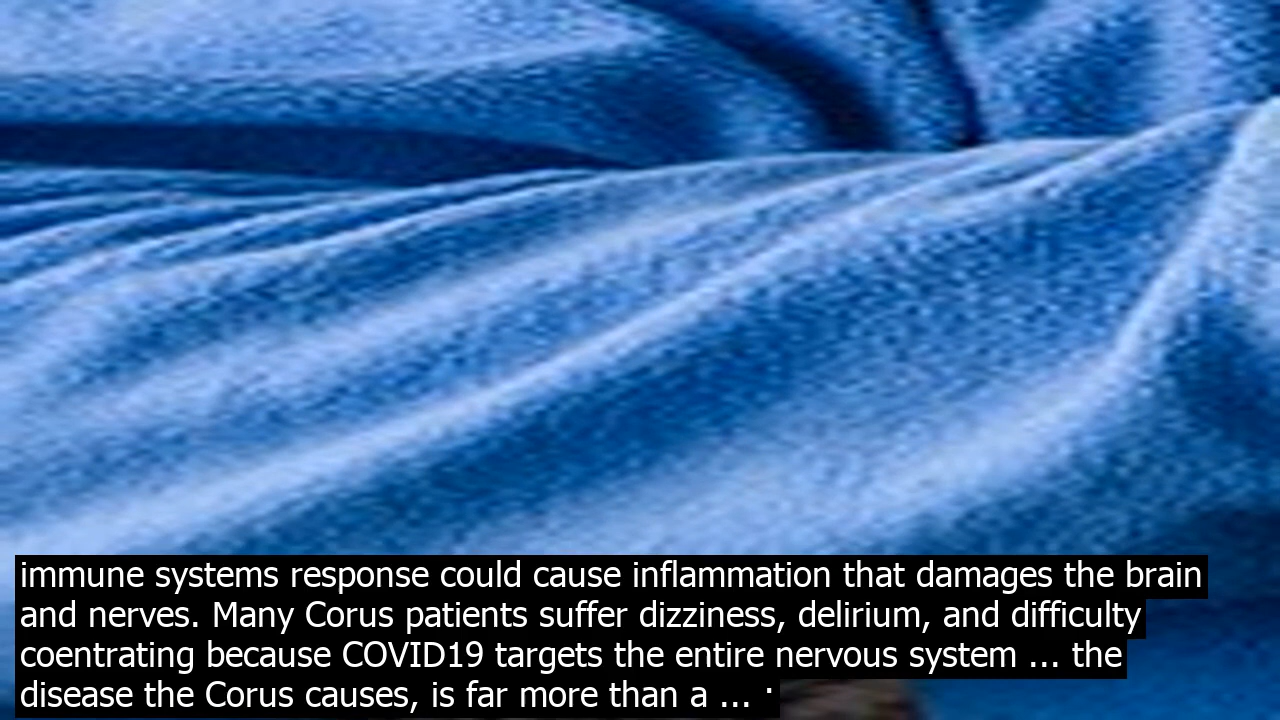 immune systems response could cause inflammation that damages the brain
and nerves. Many Corus patients suffer dizziness, delirium, and difficulty
coentrating because COVID19 targets the entire nervous system ... the
disease the Corus causes, is far more than a ... ·